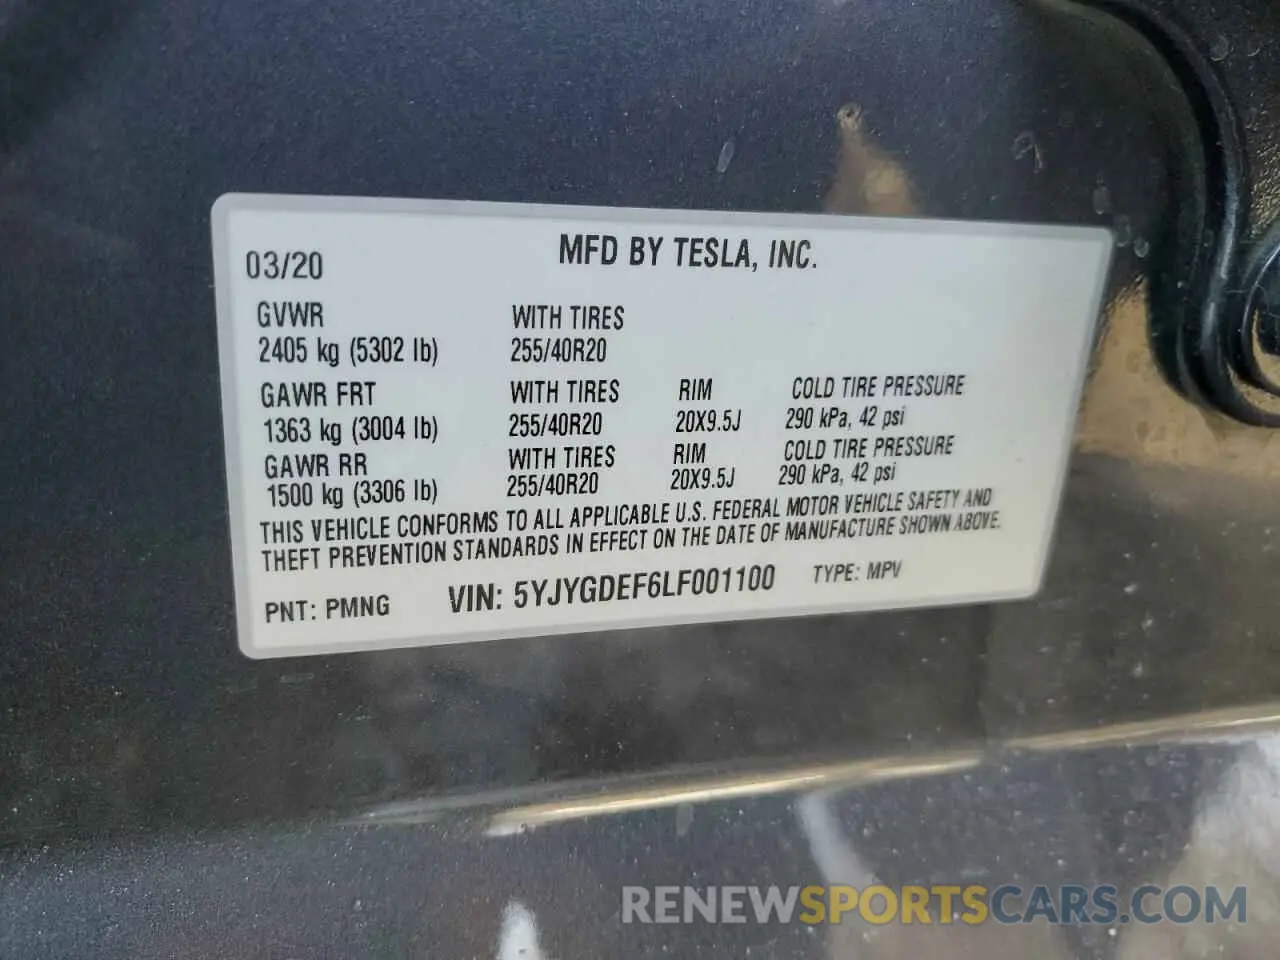 03/20
MFD BY TESLA, INC.
GVWR WITH TIRES
2405 kg (5302 lb) 255/40R20
GAWR FRT WITH TIRES RIM COLD TIRE PRESSURE
1363 kg (3004 lb) 255/40R20 20X9.5J 290 kPa, 42 psi
GAWR RR WITH TIRES RIM COLD TIRE PRESSURE
1500 kg (3306 lb) 255/40R20 20X9.5J 290 kPa, 42 psi
THIS VEHICLE CONFORMS TO ALL APPLICABLE U.S. FEDERAL MOTOR VEHICLE SAFETY AND
THEFT PREVENTION STANDARDS IN EFFECT ON THE DATE OF MANUFACTURE SHOWN ABOVE.
PNT: PMNG VIN: 5YJYGDEF6LF001100 TYPE: MPV
RENEWSPORTSCARS.COM